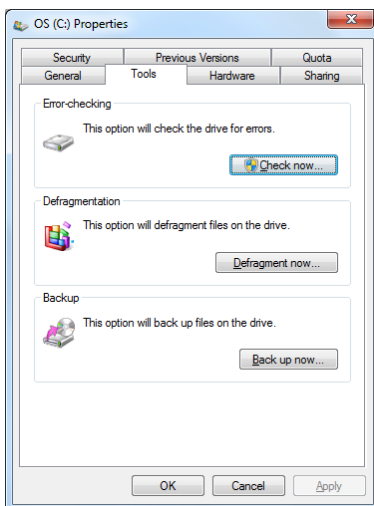 OS (C:) Properties
Security Previous Versions Quota
General Tools Hardware Sharing
Error-checking
This option will check the drive for errors.
Check now...
Defragmentation
This option will defragment files on the drive.
Defragment now...
Backup
This option will back up files on the drive.
Back up now...
OK Cancel Apply